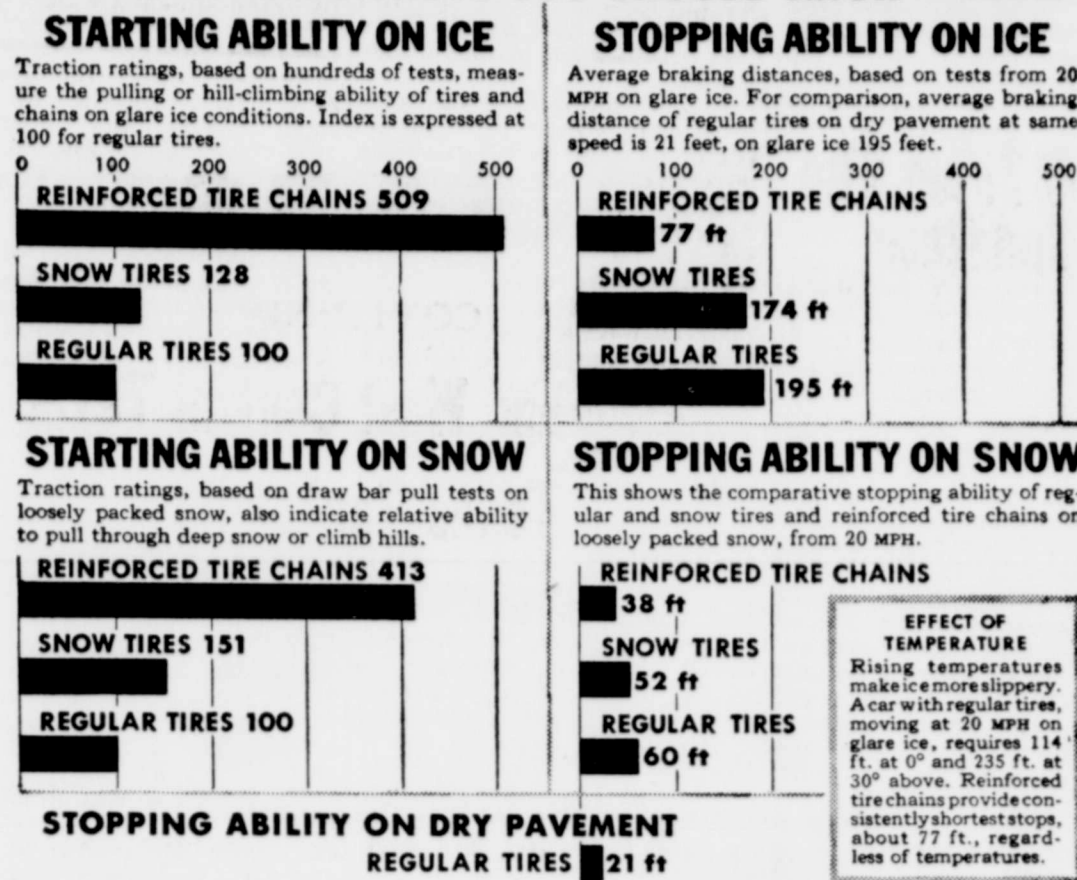 STARTING ABILITY ON ICE
Traction ratings, based on hundreds of tests, meas-
ure the pulling or hill-climbing ability of tires and
chains on glare ice conditions. Index is expressed at
100 for regular tires.
0 100 200 300 400 500
REINFORCED TIRE CHAINS 509
SNOW TIRES 128
REGULAR TIRES 100
STOPPING ABILITY ON ICE
Average braking distances, based on tests from 20
MPH on glare ice. For comparison, average braking
distance of regular tires on dry pavement at same
speed is 21 feet, on glare ice 195 feet.
0 100 200 300 400 500
REINFORCED TIRE CHAINS
77 ft
SNOW TIRES
174 ft
REGULAR TIRES
195 ft
STARTING ABILITY ON SNOW
Traction ratings, based on draw bar pull tests on
loosely packed snow, also indicate relative ability
to pull through deep snow or climb hills.
REINFORCED TIRE CHAINS 413
SNOW TIRES 151
REGULAR TIRES 100
STOPPING ABILITY ON SNOW
This shows the comparative stopping ability of reg-
ular and snow tires and reinforced tire chains on
loosely packed snow, from 20 MPH.
REINFORCED TIRE CHAINS
38 ft
SNOW TIRES
52 ft
REGULAR TIRES
60 ft
EFFECT OF
TEMPERATURE
Rising temperatures
make ice more slippery.
A car with regular tires,
moving at 20 MPH on
glare ice, requires 114
ft. at 0° and 235 ft. at
30° above. Reinforced
tire chains provide con-
sistently shortest stops,
about 77 ft., regard-
less of temperatures.
STOPPING ABILITY ON DRY PAVEMENT
REGULAR TIRES 21 ft